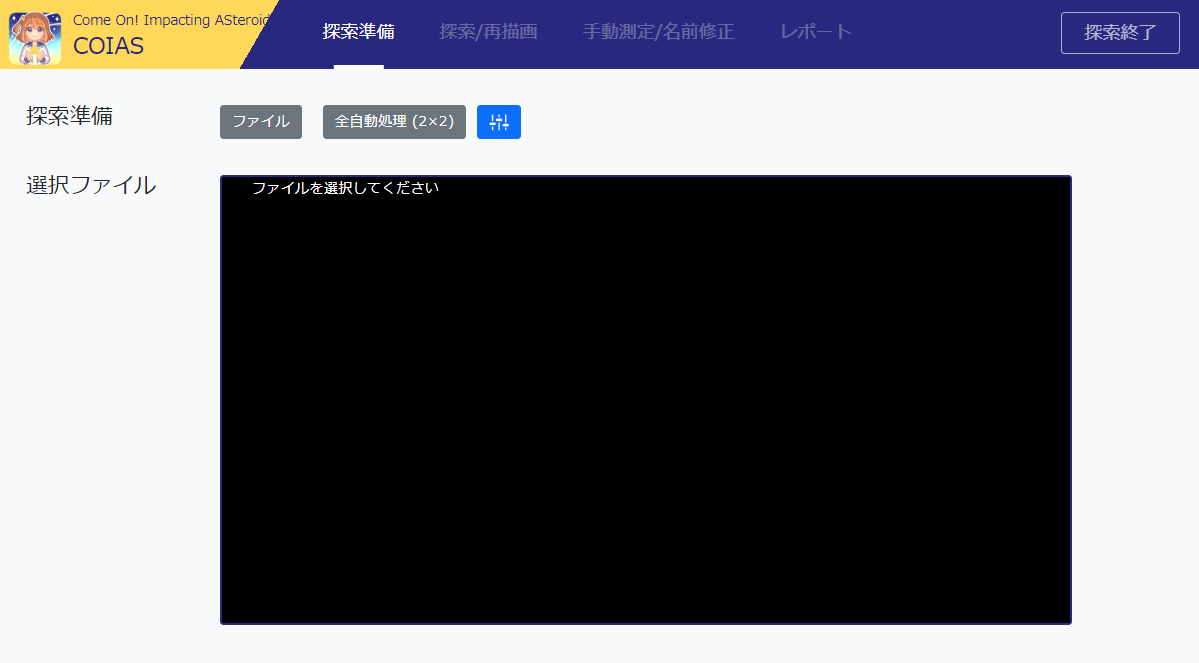 Come On! Impacting ASteroid
COIAS
探索準備
探索/再描画
手動測定/名前修正
レポート
探索終了
探索準備
ファイル
全自動処理 (2×2)
選択ファイル
ファイルを選択してください